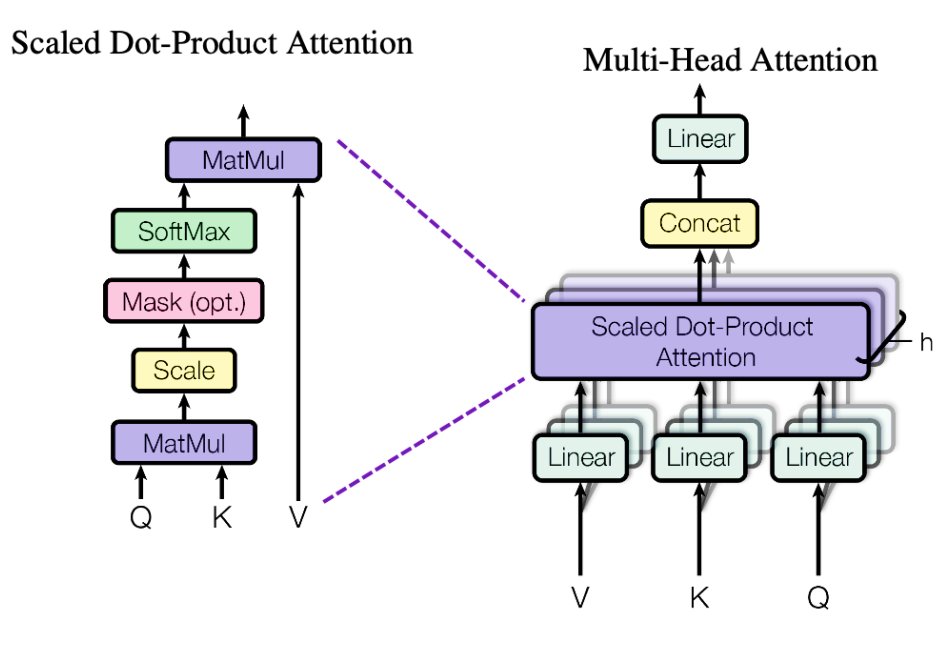 Scaled Dot-Product Attention
MatMul
SoftMax
Mask (opt.)
Scale
MatMul
Q K V
Multi-Head Attention
Linear
Concat
Scaled Dot-Product
Attention
h
Linear Linear Linear
V K Q